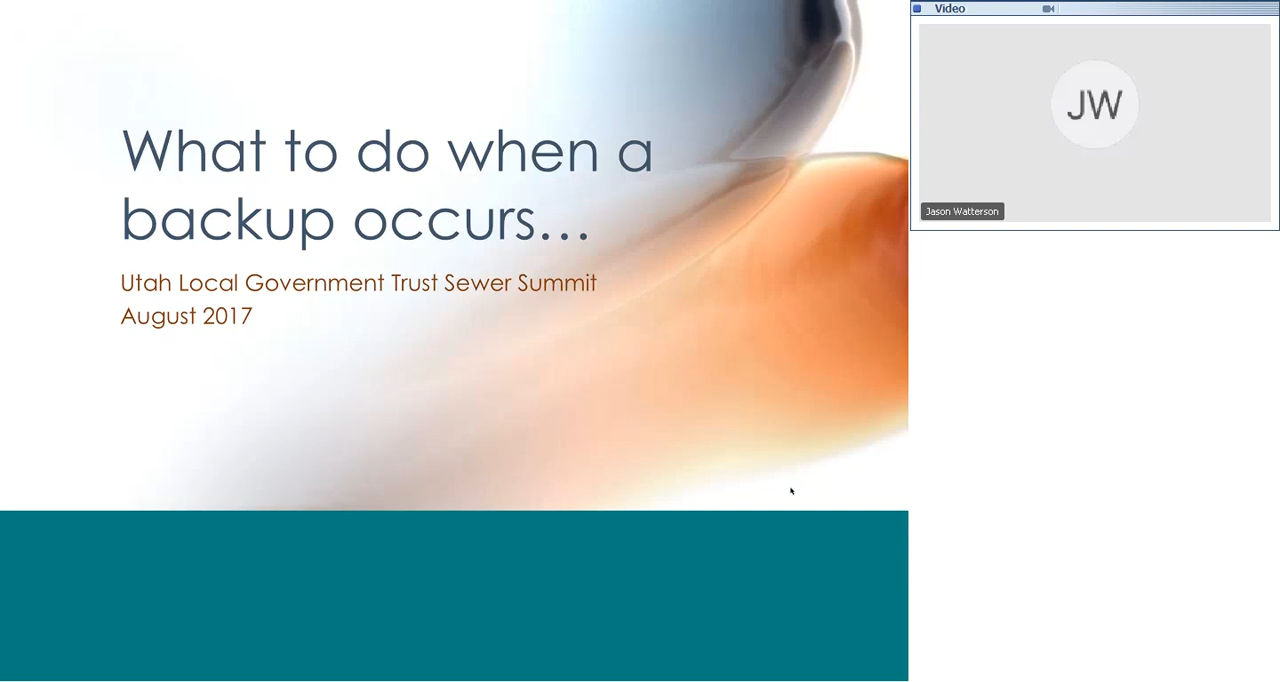 What to do when a
backup occurs…
Utah Local Government Trust Sewer Summit
August 2017
Video
JW
Jason Watterson